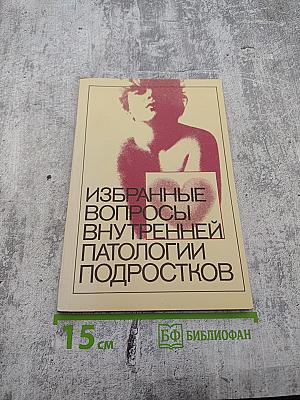 ИЗБРАННЫЕ
ВОПРОСЫ
ВНУТРЕННЕЙ
ПАТОЛОГИИ
ПОДРОСТКОВ
15 см
БФ БИБЛИОФАН